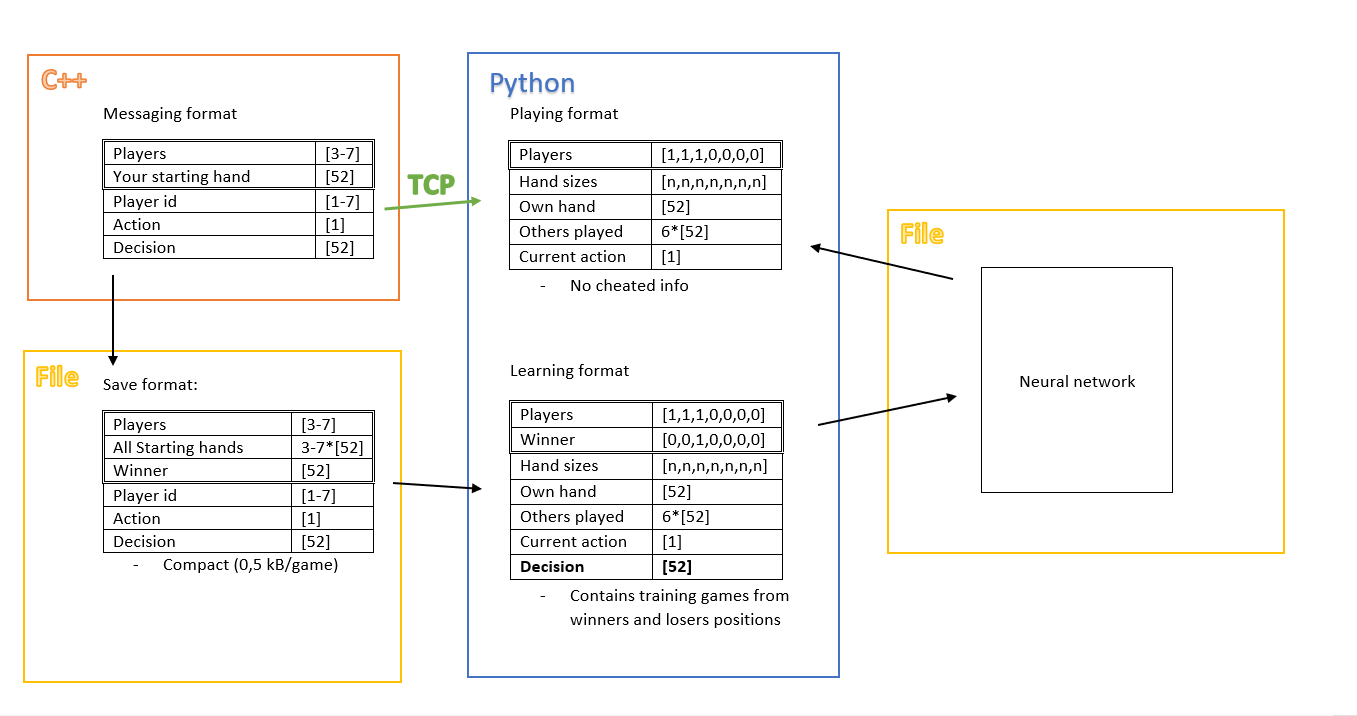 C++
Messaging format
Players [3-7]
Your starting hand [52]
Player id [1-7]
Action [1]
Decision [52]
TCP
File
Save format:
Players [3-7]
All Starting hands 3-7*[52]
Winner [52]
Player id [1-7]
Action [1]
Decision [52]
- Compact (0,5 kB/game)
Python
Playing format
Players [1,1,1,0,0,0,0]
Hand sizes [n,n,n,n,n,n,n]
Own hand [52]
Others played 6*[52]
Current action [1]
- No cheated info
Learning format
Players [1,1,1,0,0,0,0]
Winner [0,0,1,0,0,0,0]
Hand sizes [n,n,n,n,n,n,n]
Own hand [52]
Others played 6*[52]
Current action [1]
Decision [52]
- Contains training games from
winners and losers positions
File
Neural network